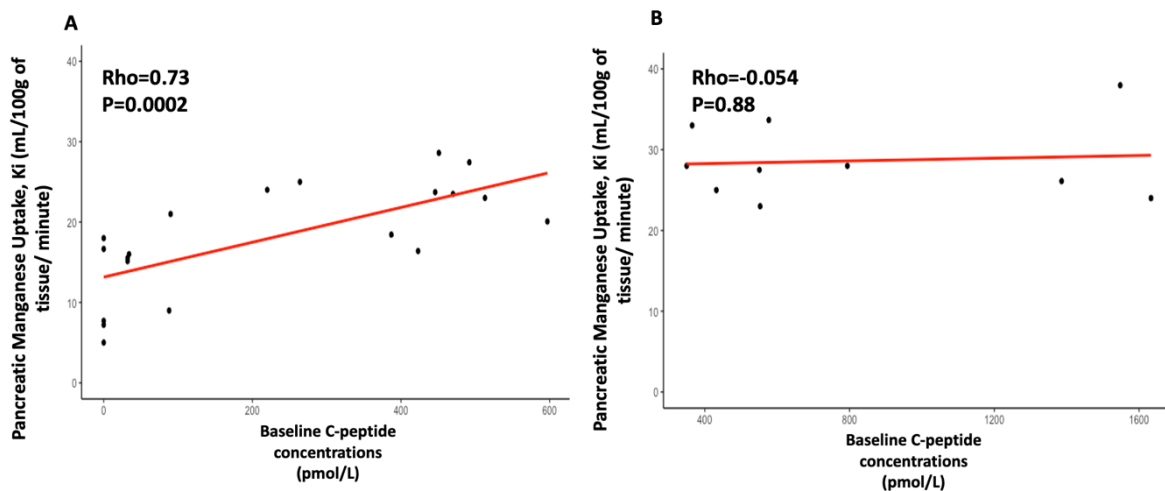 A
Pancreatic Manganese Uptake, Ki (mL/100g of
tissue/ minute)
Rho=0.73
P=0.0002
40
30
20
10
0
0
200
400
600
Baseline C-peptide
concentrations
(pmol/L)
B
Pancreatic Manganese Uptake, Ki (mL/100g of
tissue/ minute)
Rho=-0.054
P=0.88
40
30
20
10
0
400
800
1200
1600
Baseline C-peptide
concentrations
(pmol/L)